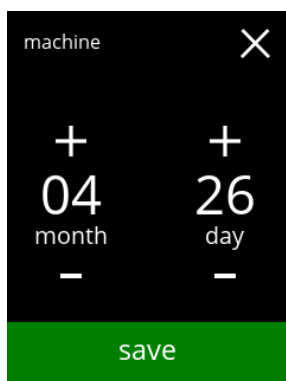 machine
+ +
04 26
month day
- -
save